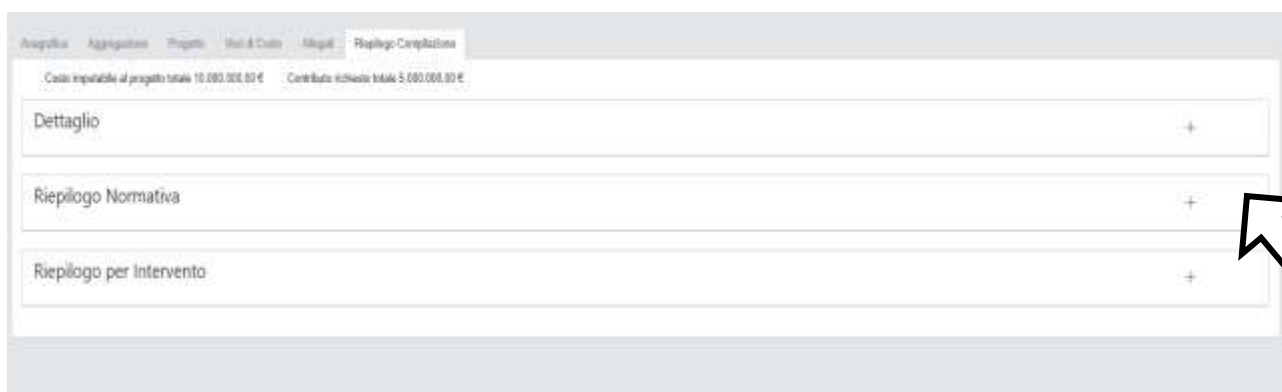 Anagrafica Aggregazione Progetto Voci di Costo Allegati Riepilogo Compilazione
Costo imputabile al progetto totale 10.000.000,00 € Contributo richiesto totale 5.000.000,00 €
Dettaglio +
Riepilogo Normativa +
Riepilogo per Intervento +